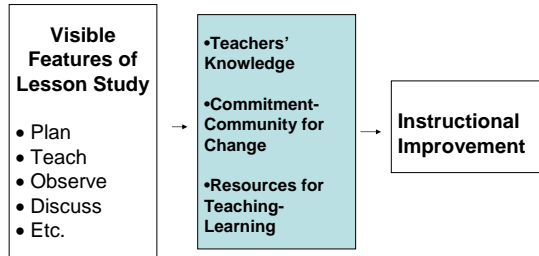 Visible
Features of
Lesson Study
• Plan
• Teach
• Observe
• Discuss
• Etc.
•Teachers’
Knowledge
•Commitment-
Community for
Change
•Resources for
Teaching-
Learning
Instructional
Improvement